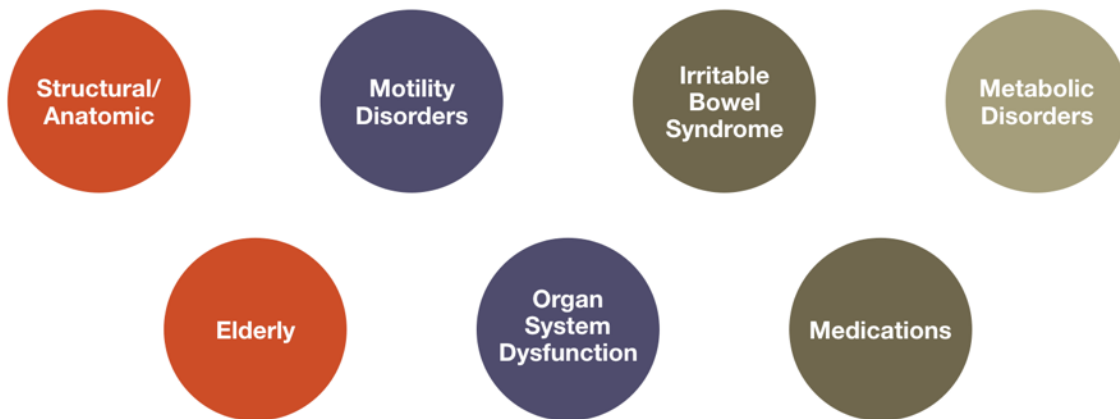 Structural/
Anatomic
Motility
Disorders
Irritable
Bowel
Syndrome
Metabolic
Disorders
Elderly
Organ
System
Dysfunction
Medications